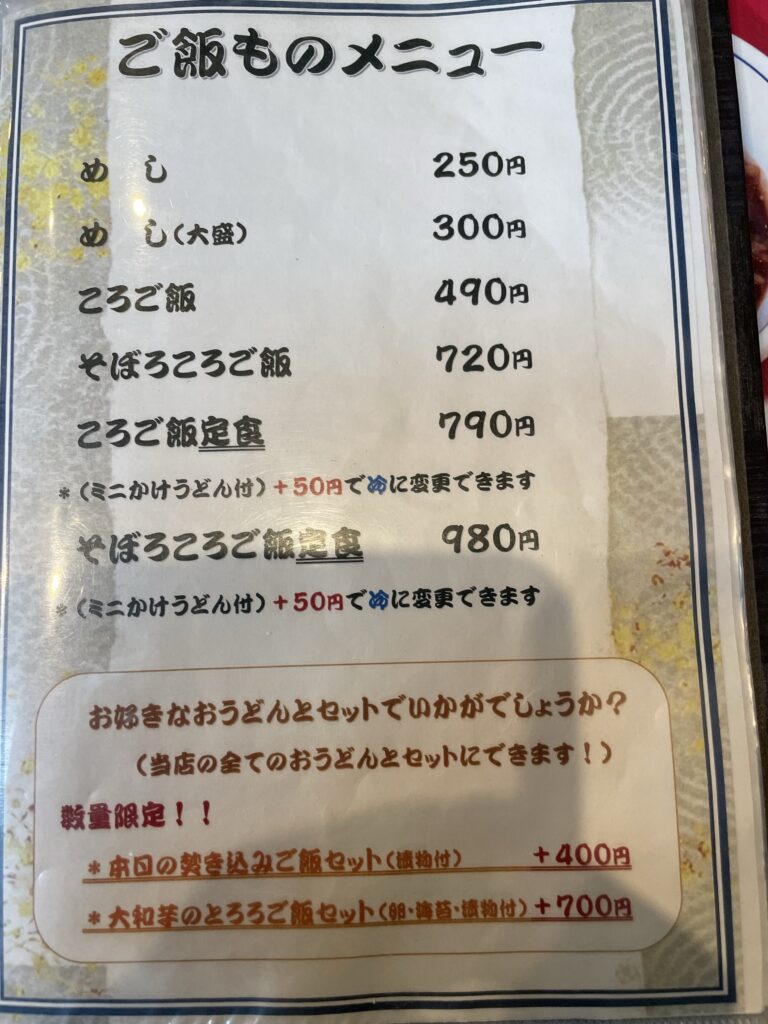 ご飯ものメニュー
め し 250円
め し(大盛) 300円
ころご飯 490円
そぼろころご飯 720円
ころご飯定食 790円
*(ミニかけうどん付)+50円で冷に変更できます
そぼろころご飯定食 980円
*(ミニかけうどん付)+50円で冷に変更できます
お好きなおうどんとセットでいかがでしょうか?
(当店の全てのおうどんとセットにできます!)
数量限定!!
*本日の炊き込みご飯セット(漬物付) +400円
*大和芋のとろろご飯セット(卵・海苔・漬物付)+700円